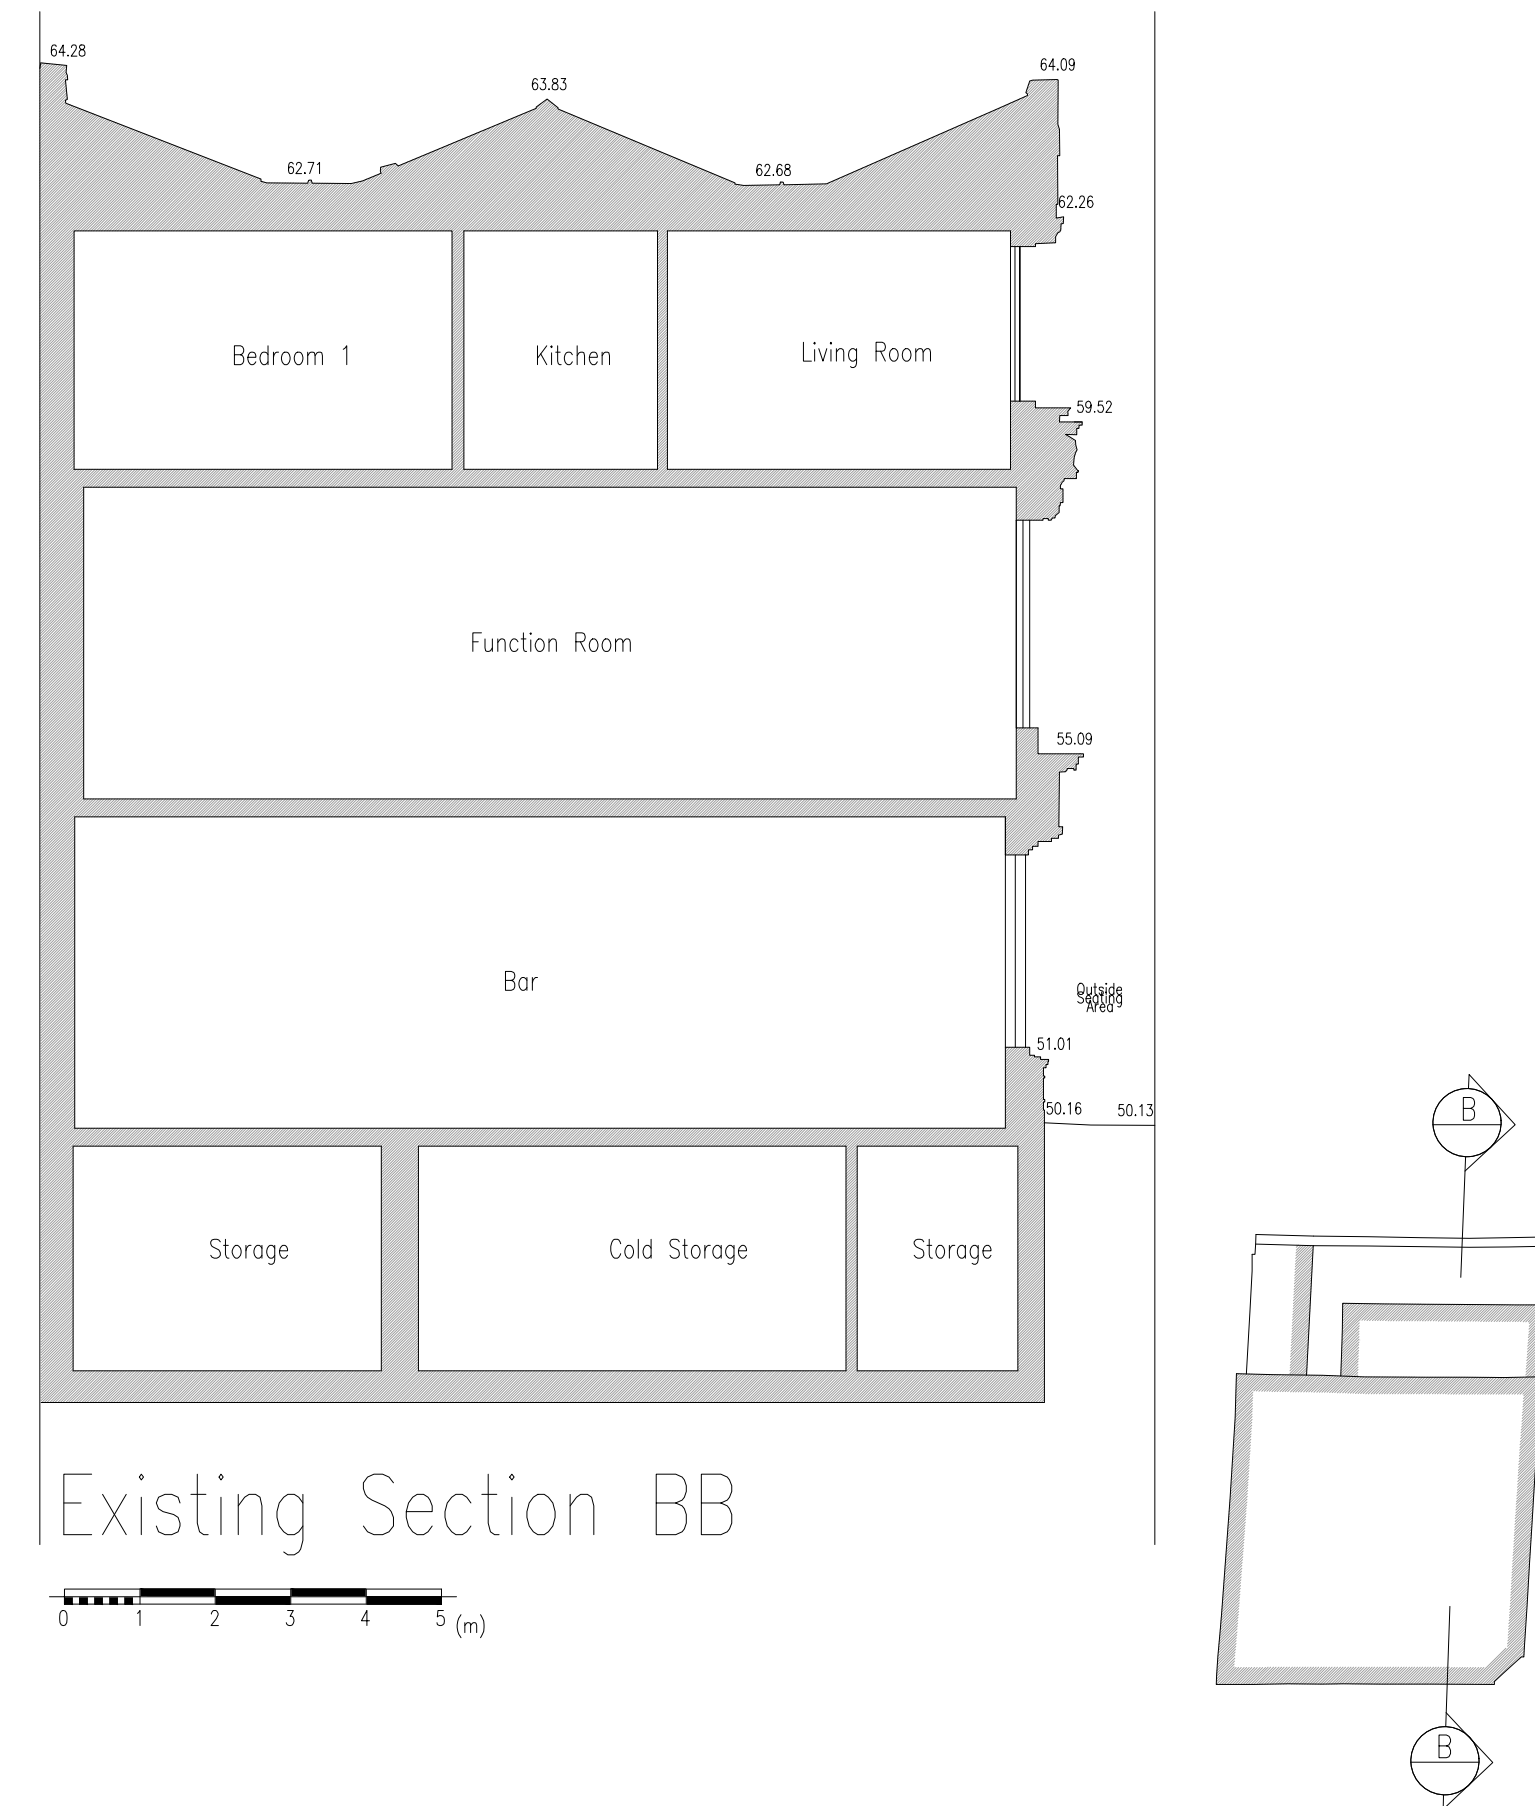 64.28
64.09
63.83
62.71
62.68
62.26
Bedroom 1
Kitchen
Living Room
59.52
Function Room
55.09
Bar
Outside
Seating
Area
51.01
50.16
50.13
B
Storage
Cold Storage
Storage
Existing Section BB
0 1 2 3 4 5 (m)
B